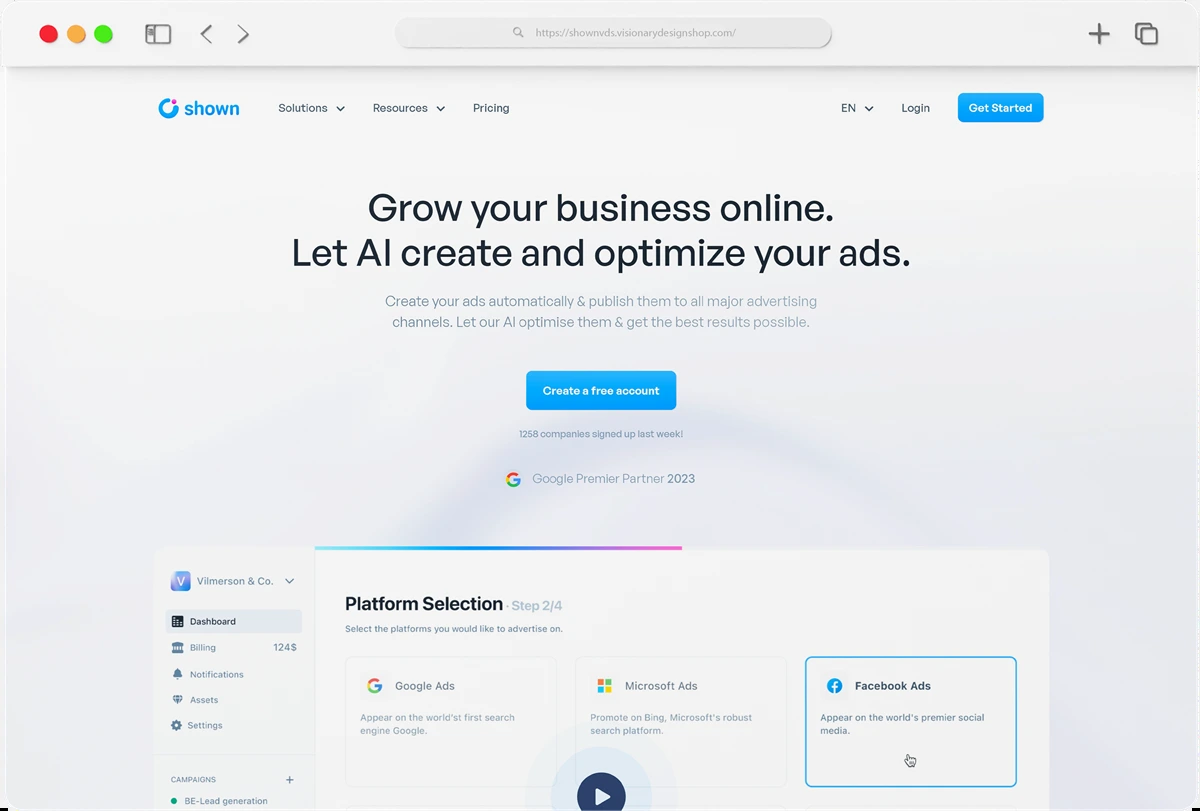 https://shownvds.visionarydesignshop.com/
shown
Solutions
Resources
Pricing
EN
Login
Get Started
Grow your business online.
Let AI create and optimize your ads.
Create your ads automatically & publish them to all major advertising
channels. Let our AI optimise them & get the best results possible.
Create a free account
1258 companies signed up last week!
Google Premier Partner 2023
V
Vilmerson & Co.
Dashboard
Billing 124$
Notifications
Assets
Settings
CAMPAIGNS +
BE-Lead generation
Platform Selection · Step 2/4
Select the platforms you would like to advertise on.
Google Ads
Appear on the world'st first search
engine Google.
Microsoft Ads
Promote on Bing, Microsoft's robust
search platform.
Facebook Ads
Appear on the world's premier social
media.